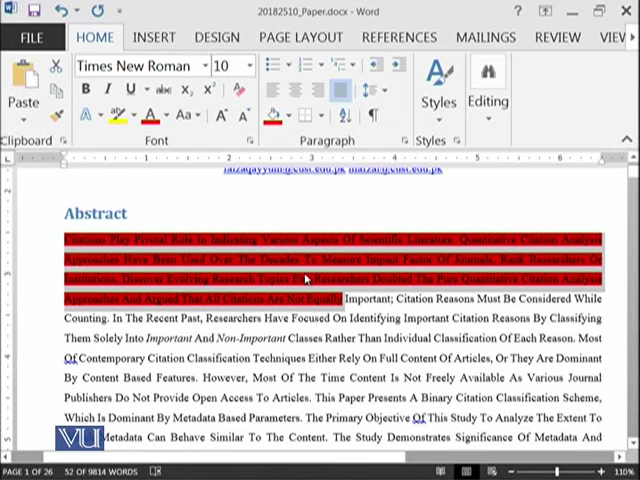 20182510_Paper.docx - Word
FILE HOME INSERT DESIGN PAGE LAYOUT REFERENCES MAILINGS REVIEW VIEW
Times New Roman 10
Paste Styles Editing
Clipboard Font Paragraph Styles
faizaqayyum@cust.edu.pk mafzal@cust.edu.pk
Abstract
Citations Play Pivotal Role In Indicating Various Aspects Of Scientific Literature. Quantitative Citation Analysis
Approaches Have Been Used Over The Decades To Measure Impact Factor Of Journals, Rank Researchers Or
Institutions, Discover Evolving Research Topics Researchers Doubted The Pure Quantitative Citation Analysis
Approaches And Argued That All Citations Are Not Equally Important; Citation Reasons Must Be Considered While
Counting. In The Recent Past, Researchers Have Focused On Identifying Important Citation Reasons By Classifying
Them Solely Into Important And Non-Important Classes Rather Than Individual Classification Of Each Reason. Most
Of Contemporary Citation Classification Techniques Either Rely On Full Content Of Articles, Or They Are Dominant
By Content Based Features. However, Most Of The Time Content Is Not Freely Available As Various Journal
Publishers Do Not Provide Open Access To Articles. This Paper Presents A Binary Citation Classification Scheme,
Which Is Dominant By Metadata Based Parameters. The Primary Objective Of This Study To Analyze The Extent To
VU Metadata Can Behave Similar To The Content. The Study Demonstrates Significance Of Metadata And
PAGE 1 OF 26 52 OF 9814 WORDS 110%